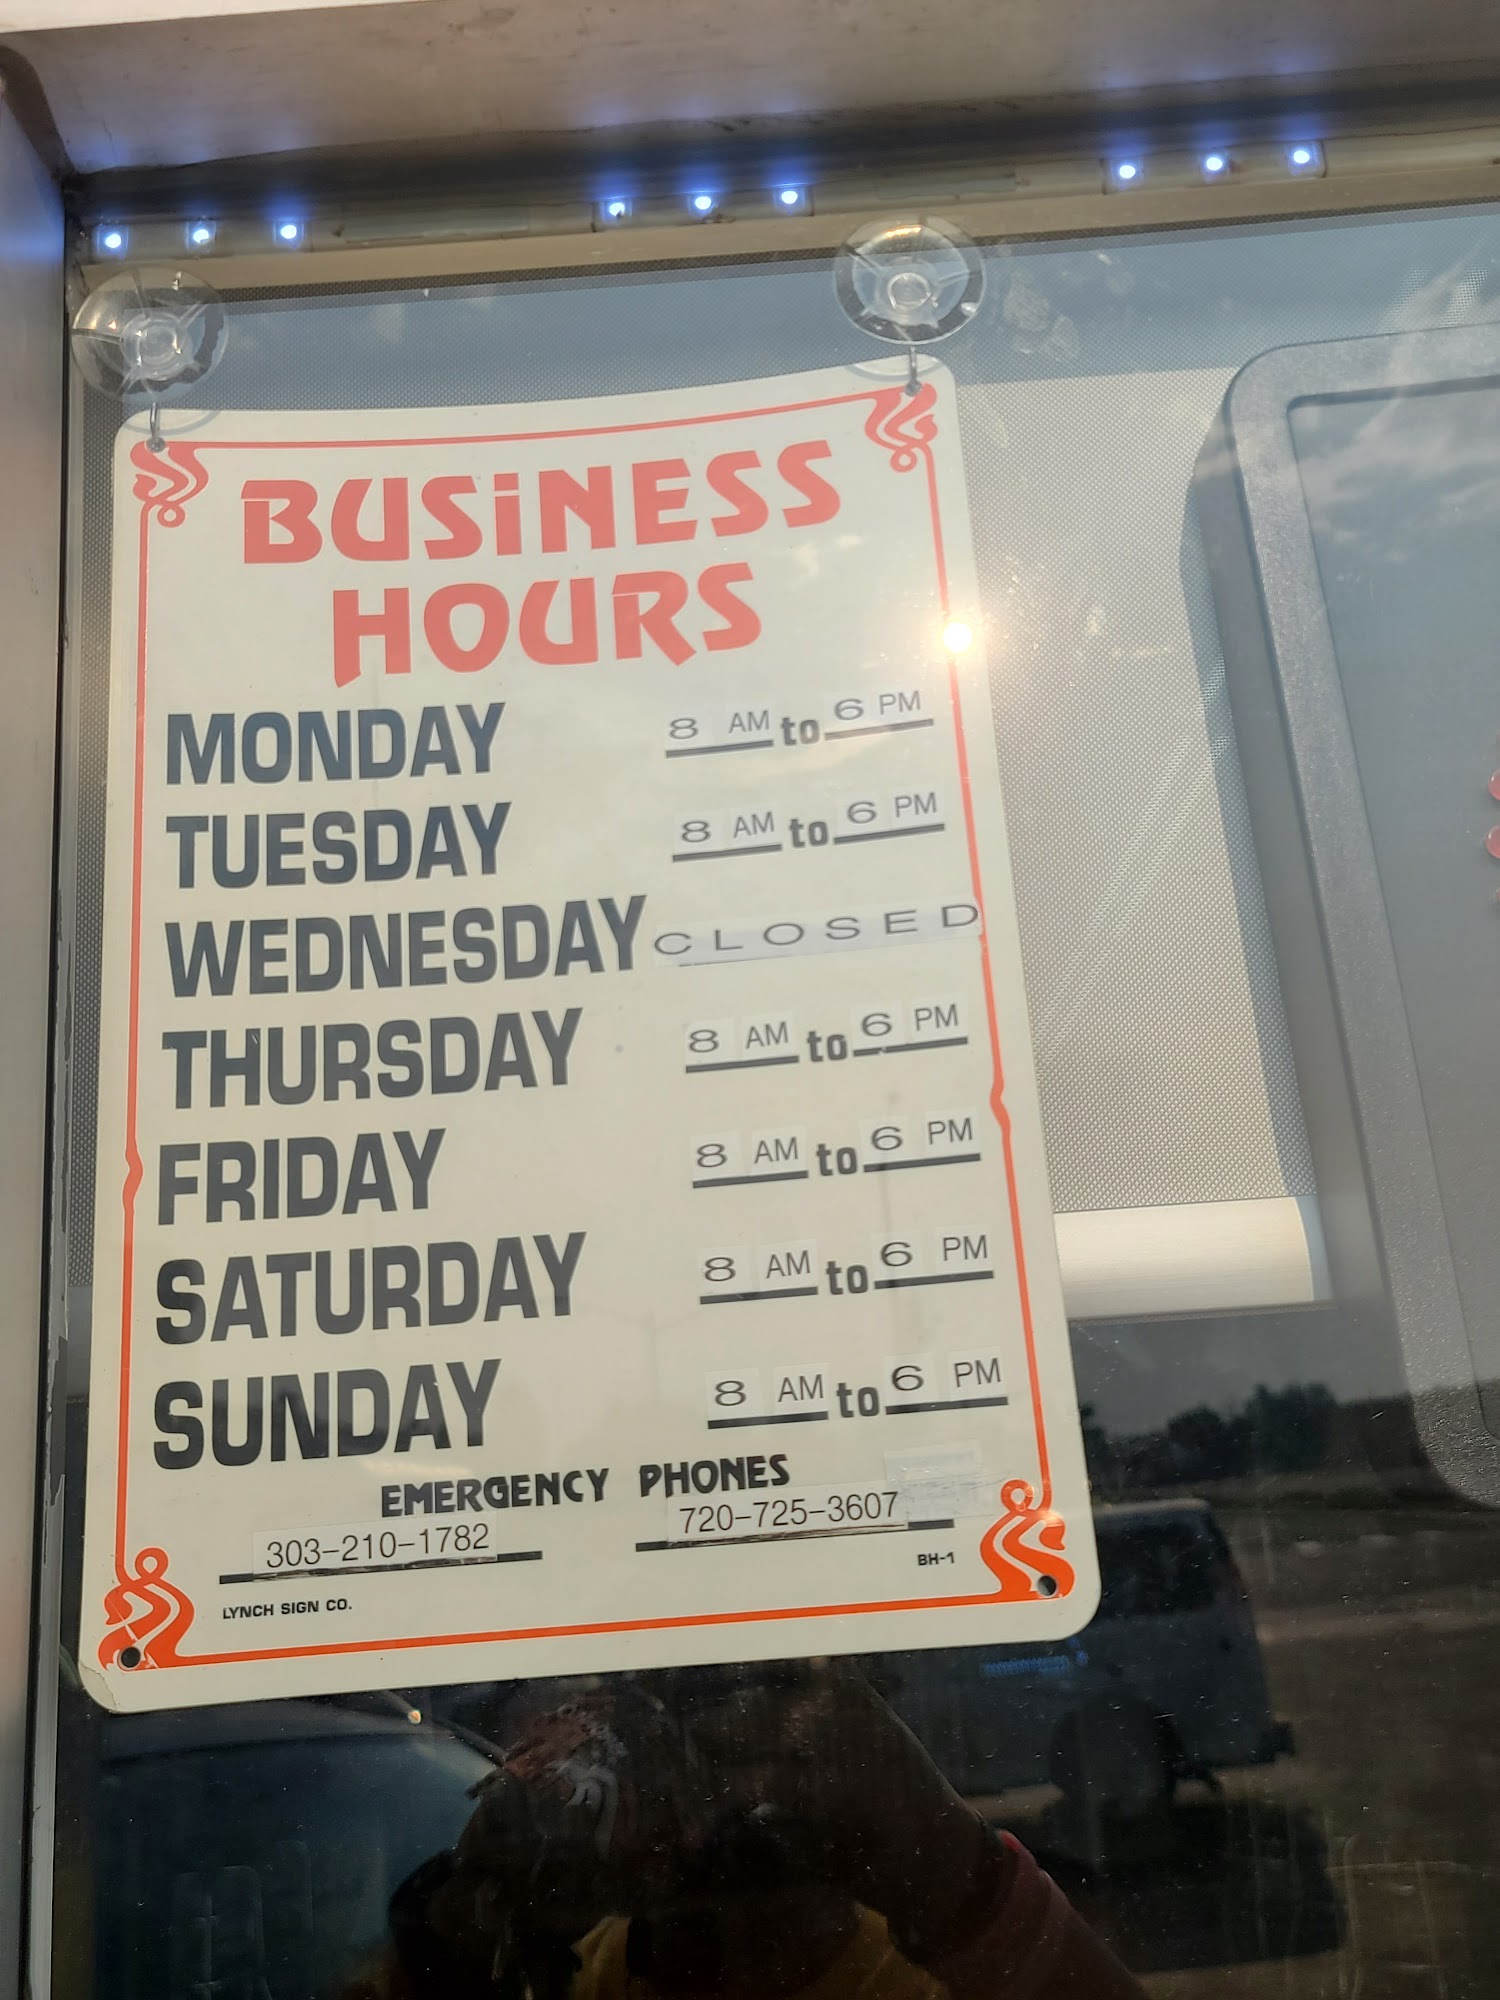 BUSiNESS
HOURS
MONDAY 8 AM to 6 PM
TUESDAY 8 AM to 6 PM
WEDNESDAY CLOSED
THURSDAY 8 AM to 6 PM
FRIDAY 8 AM to 6 PM
SATURDAY 8 AM to 6 PM
SUNDAY 8 AM to 6 PM
EMERGENCY PHONES
303-210-1782 720-725-3607
LYNCH SIGN CO. BH-1